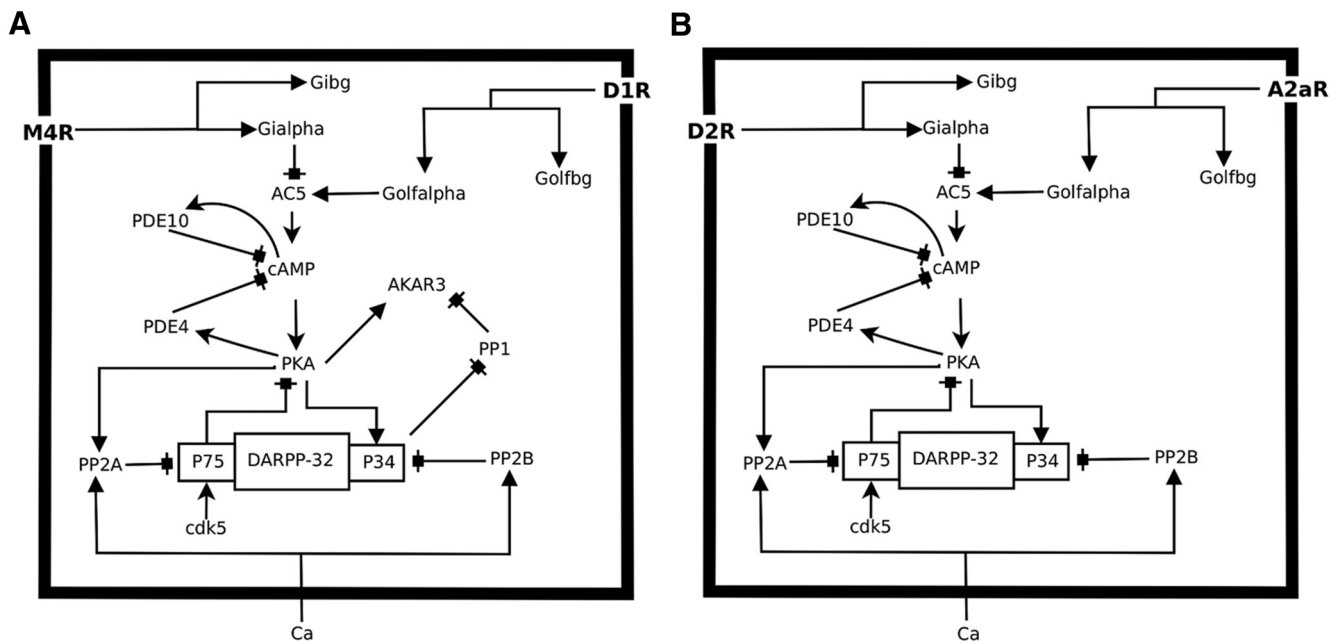 A
Gibg
D1R
M4R
Gialpha
Golfbg
AC5
Golfalpha
PDE10
cAMP
AKAR3
PDE4
PP1
PKA
PP2A
P75
DARPP-32
P34
PP2B
cdk5
Ca
B
Gibg
A2aR
D2R
Gialpha
Golfbg
AC5
Golfalpha
PDE10
cAMP
PDE4
PKA
PP2A
P75
DARPP-32
P34
PP2B
cdk5
Ca